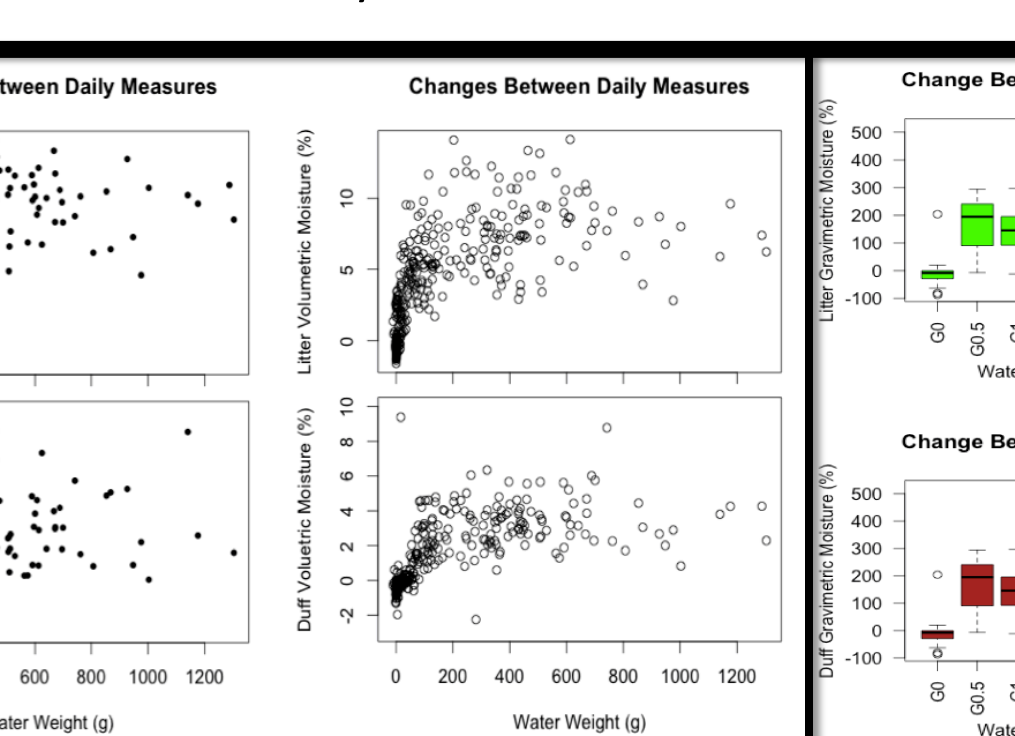 tween Daily Measures
600 800 1000 1200
ater Weight (g)
Changes Between Daily Measures
Litter Volumetric Moisture (%)
10
5
0
Duff Voluetric Moisture (%)
10
8
6
4
2
0
-2
0 200 400 600 800 1000 1200
Water Weight (g)
Change Be
Litter Gravimetric Moisture (%)
500
400
300
200
100
0
-100
G0 G0.5
Wate
Change Be
Duff Gravimetric Moisture (%)
500
400
300
200
100
0
-100
G0 G0.5
Wate